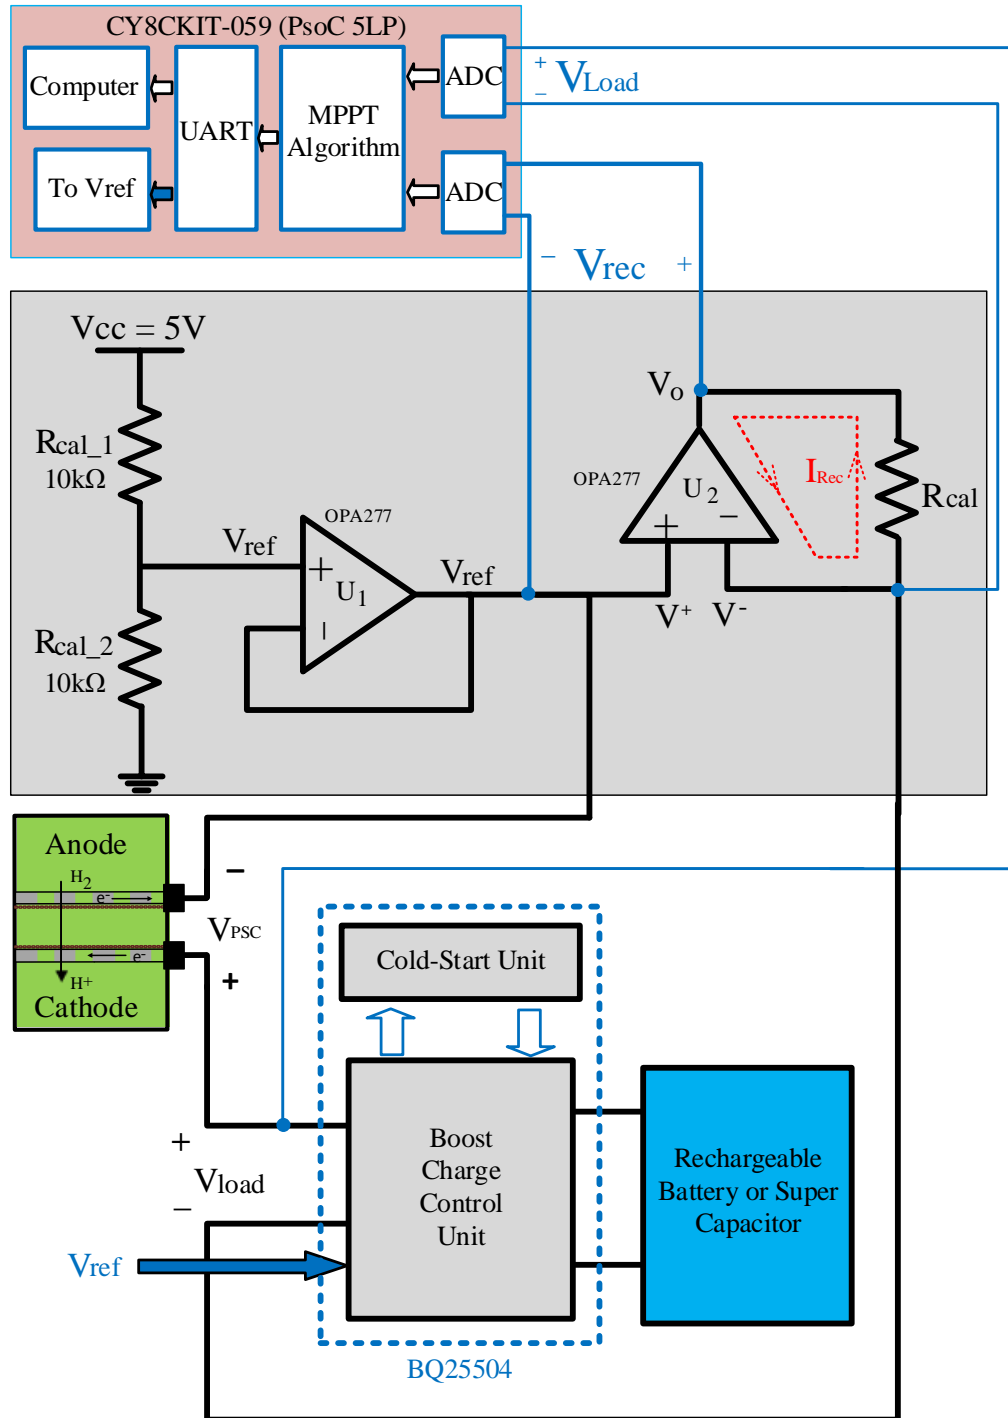 CY8CKIT-059 (PsoC 5LP)
Computer
To Vref
UART
MPPT
Algorithm
ADC
ADC
+
−
VLoad
− Vrec +
Vcc = 5V
Rcal_1
10kΩ
Rcal_2
10kΩ
Vref
OPA277
+
U1
−
Vref
Vo
OPA277
U2
+ −
V+ V-
IRec
Rcal
Anode
H2
e-
e-
H+
Cathode
−
VPSC
+
Cold-Start Unit
Boost
Charge
Control
Unit
Rechargeable
Battery or Super
Capacitor
+
Vload
−
Vref
BQ25504